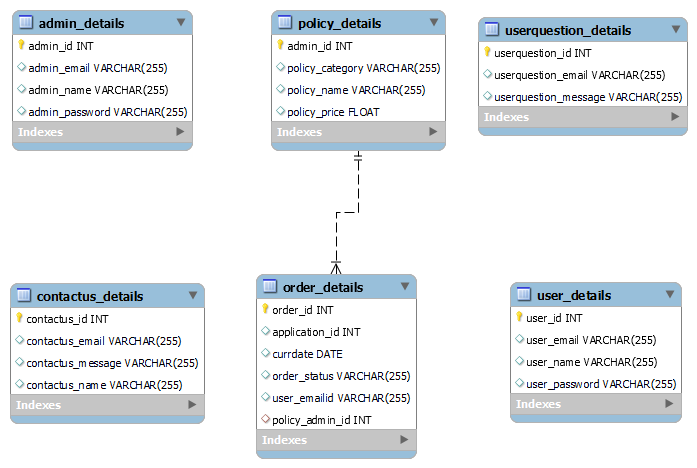 admin_details
admin_id INT
admin_email VARCHAR(255)
admin_name VARCHAR(255)
admin_password VARCHAR(255)
Indexes
policy_details
admin_id INT
policy_category VARCHAR(255)
policy_name VARCHAR(255)
policy_price FLOAT
Indexes
userquestion_details
userquestion_id INT
userquestion_email VARCHAR(255)
userquestion_message VARCHAR(255)
Indexes
contactus_details
contactus_id INT
contactus_email VARCHAR(255)
contactus_message VARCHAR(255)
contactus_name VARCHAR(255)
Indexes
order_details
order_id INT
application_id INT
currdate DATE
order_status VARCHAR(255)
user_emailid VARCHAR(255)
policy_admin_id INT
Indexes
user_details
user_id INT
user_email VARCHAR(255)
user_name VARCHAR(255)
user_password VARCHAR(255)
Indexes